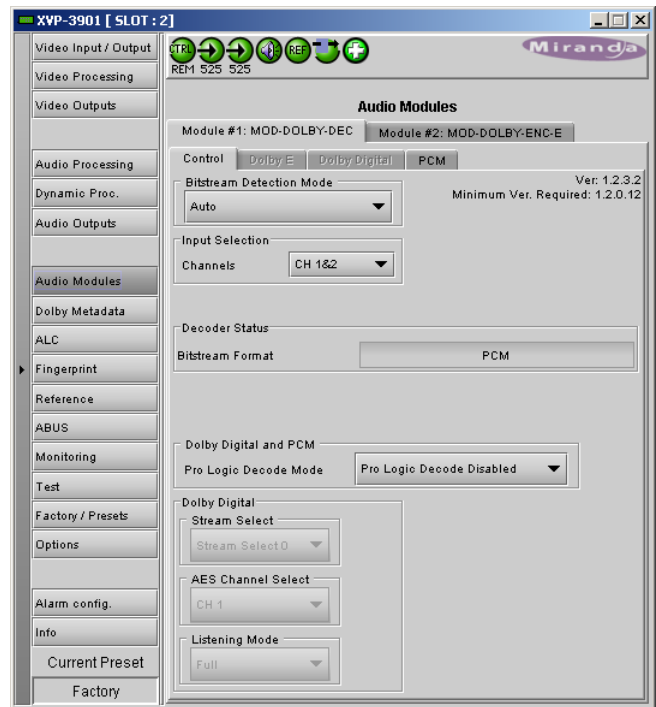 XVP-3901 [ SLOT : 2]
Video Input / Output
Video Processing
Video Outputs
Audio Processing
Dynamic Proc.
Audio Outputs
Audio Modules
Dolby Metadata
ALC
Fingerprint
Reference
ABUS
Monitoring
Test
Factory / Presets
Options
Alarm config.
Info
Current Preset
Factory
CTRL
REF
REM 525 525
Miranda
Audio Modules
Module #1: MOD-DOLBY-DEC
Module #2: MOD-DOLBY-ENC-E
Control
Dolby E
Dolby Digital
PCM
Bitstream Detection Mode
Auto
Ver: 1.2.3.2
Minimum Ver. Required: 1.2.0.12
Input Selection
Channels
CH 1&2
Decoder Status
Bitstream Format
PCM
Dolby Digital and PCM
Pro Logic Decode Mode
Pro Logic Decode Disabled
Dolby Digital
Stream Select
Stream Select 0
AES Channel Select
CH 1
Listening Mode
Full